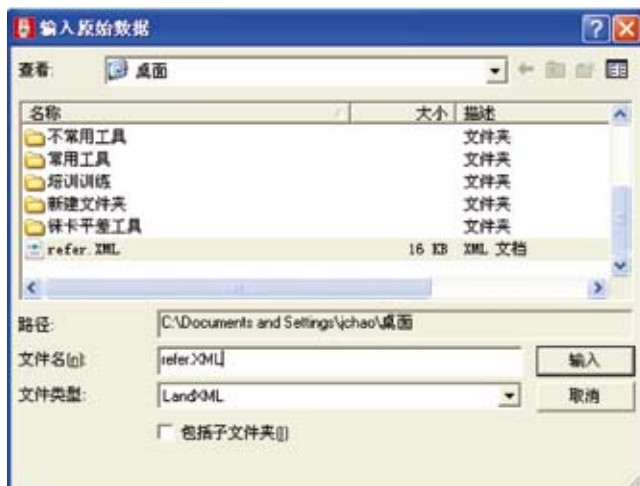 输入原始数据
查看: 桌面
名称 大小 描述
不常用工具 文件夹
常用工具 文件夹
培训训练 文件夹
新建文件夹 文件夹
徕卡平差工具 文件夹
refer.XML 16 KB XML 文档
路径: C:\Documents and Settings\jchao\桌面
文件名(n): refer.XML 输入
文件类型: LandXML 取消
包括子文件夹(I)